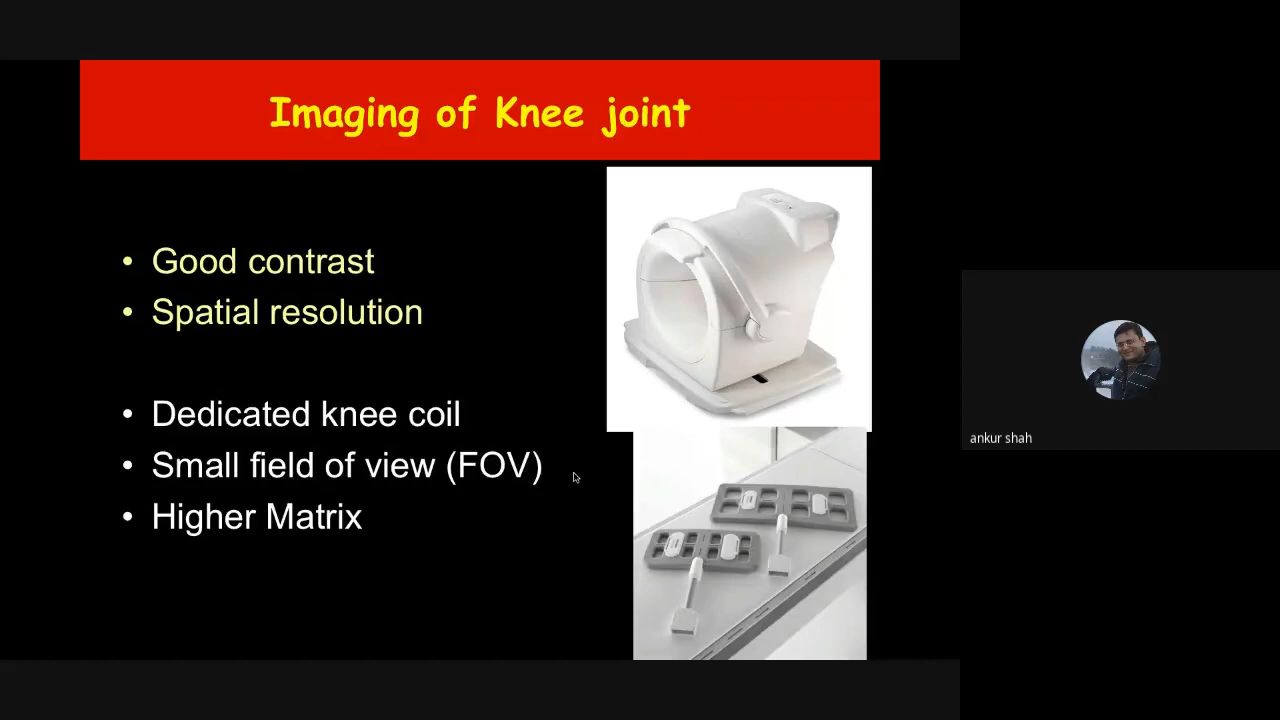 Imaging of Knee joint
• Good contrast
• Spatial resolution
• Dedicated knee coil
• Small field of view (FOV)
• Higher Matrix
ankur shah